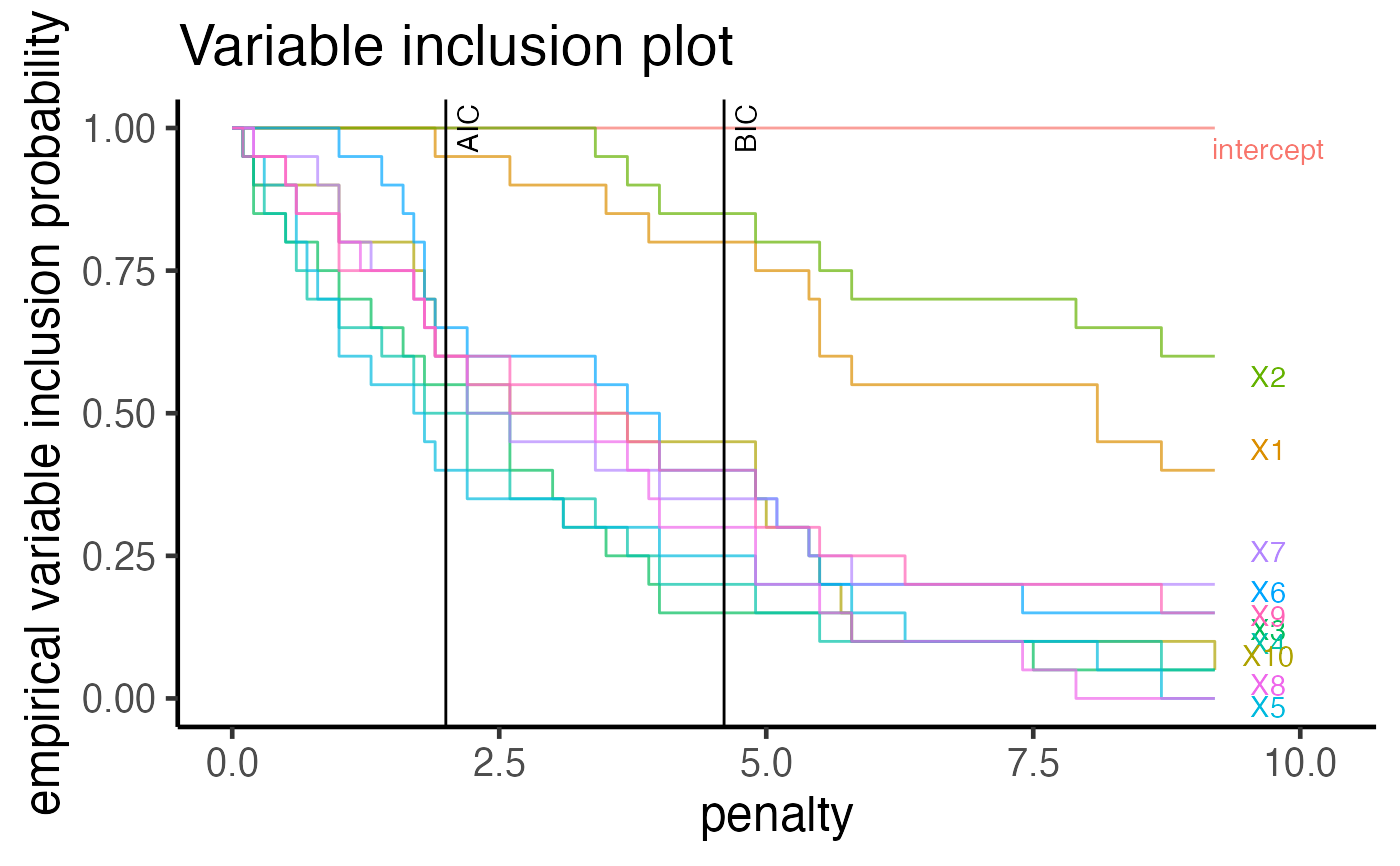 Variable inclusion plot
empirical variable inclusion probability
1.00
0.75
0.50
0.25
0.00
AIC
BIC
intercept
X2
X1
X7
X6
X9
X3
X4
X10
X8
X5
0.0 2.5 5.0 7.5 10.0
penalty